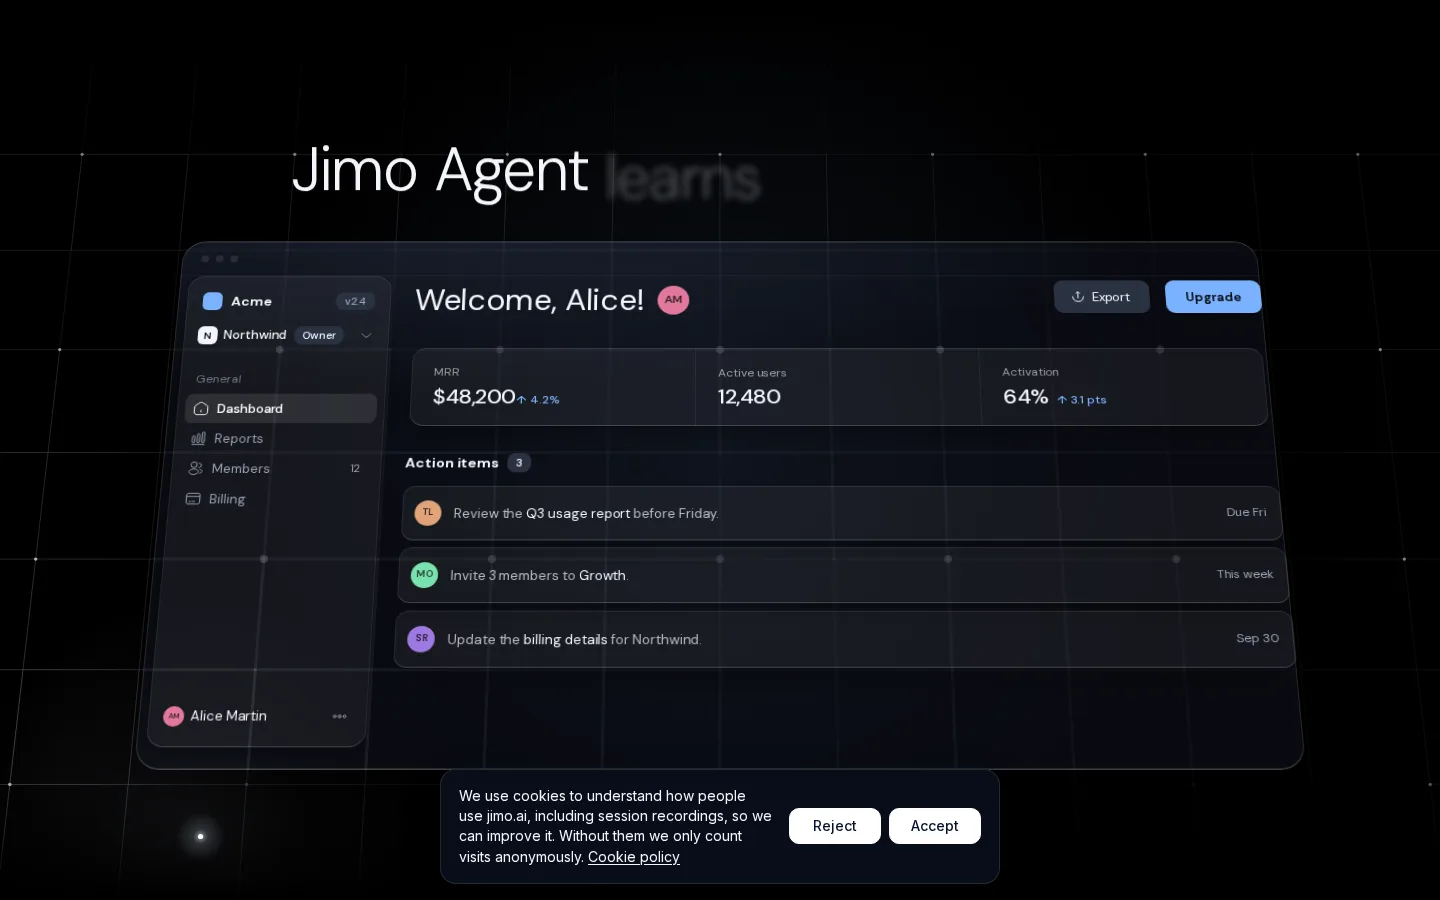 Jimo Agent learns
Acme v2.4
N Northwind Owner
General
Dashboard
Reports
Members 12
Billing
AM Alice Martin
Welcome, Alice! AM
Export
Upgrade
MRR
$48,200 ↑ 4.2%
Active users
12,480
Activation
64% ↑ 3.1 pts
Action items 3
TL Review the Q3 usage report before Friday. Due Fri
MO Invite 3 members to Growth. This week
SR Update the billing details for Northwind. Sep 30
We use cookies to understand how people
use jimo.ai, including session recordings, so we
can improve it. Without them we only count
visits anonymously. Cookie policy
Reject
Accept